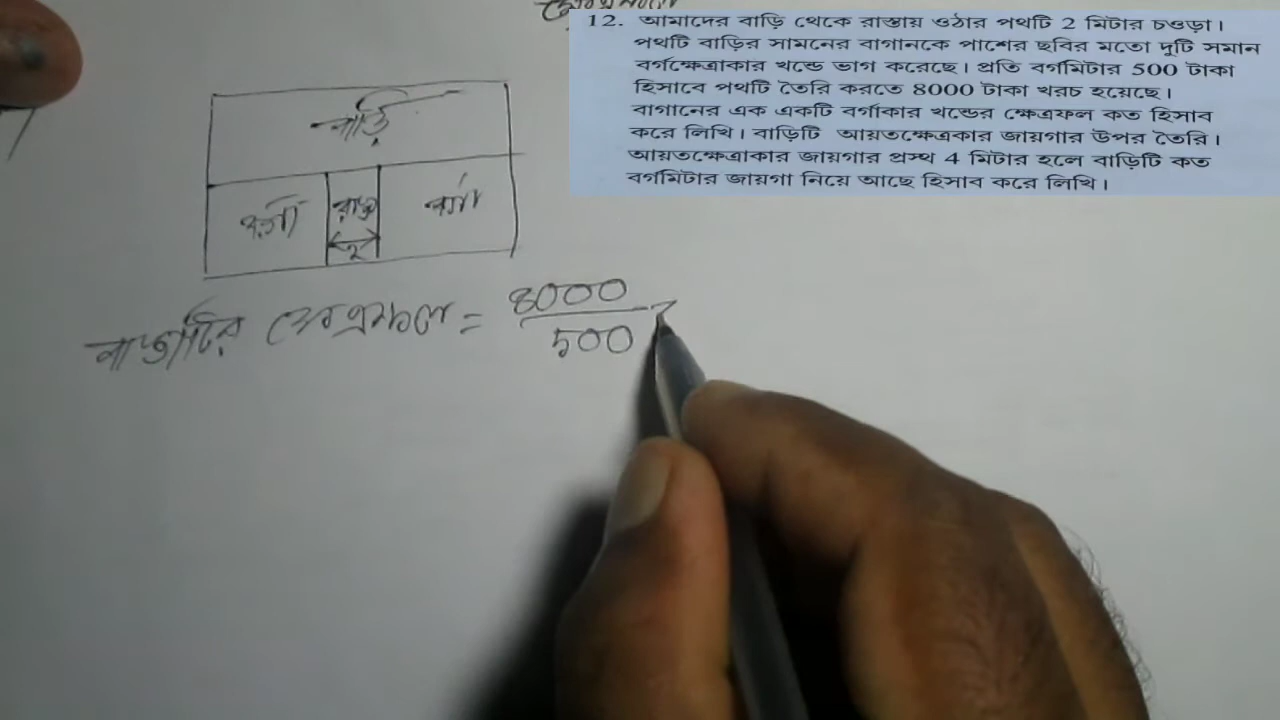 12. আমাদের বাড়ি থেকে রাস্তায় ওঠার পথটি 2 মিটার চওড়া।
পথটি বাড়ির সামনের বাগানকে পাশের ছবির মতো দুটি সমান
বর্গক্ষেত্রাকার খন্ডে ভাগ করেছে। প্রতি বর্গমিটার 500 টাকা
হিসাবে পথটি তৈরি করতে 8000 টাকা খরচ হয়েছে।
বাগানের এক একটি বর্গাকার খন্ডের ক্ষেত্রফল কত হিসাব
করে লিখি। বাড়িটি আয়তক্ষেত্রকার জায়গার উপর তৈরি।
আয়তক্ষেত্রাকার জায়গার প্রস্থ 4 মিটার হলে বাড়িটি কত
বর্গমিটার জায়গা নিয়ে আছে হিসাব করে লিখি।
বাড়ি
2
ক্ষেত্রফল = 8000
500